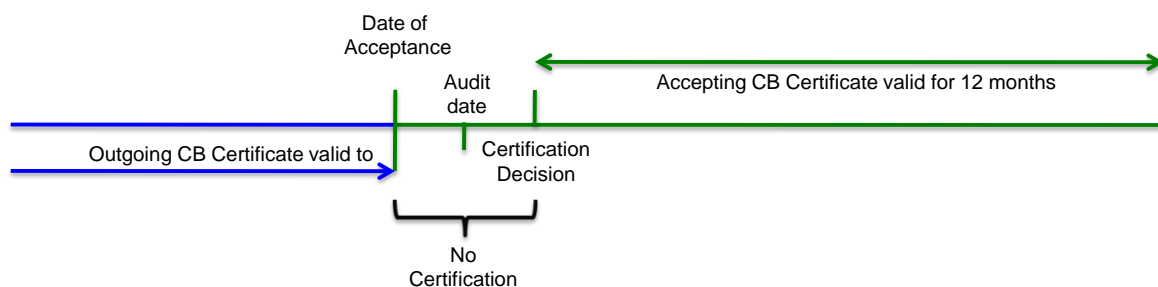 Date of
Acceptance
Audit
date
Accepting CB Certificate valid for 12 months
Outgoing CB Certificate valid to
Certification
Decision
No
Certification